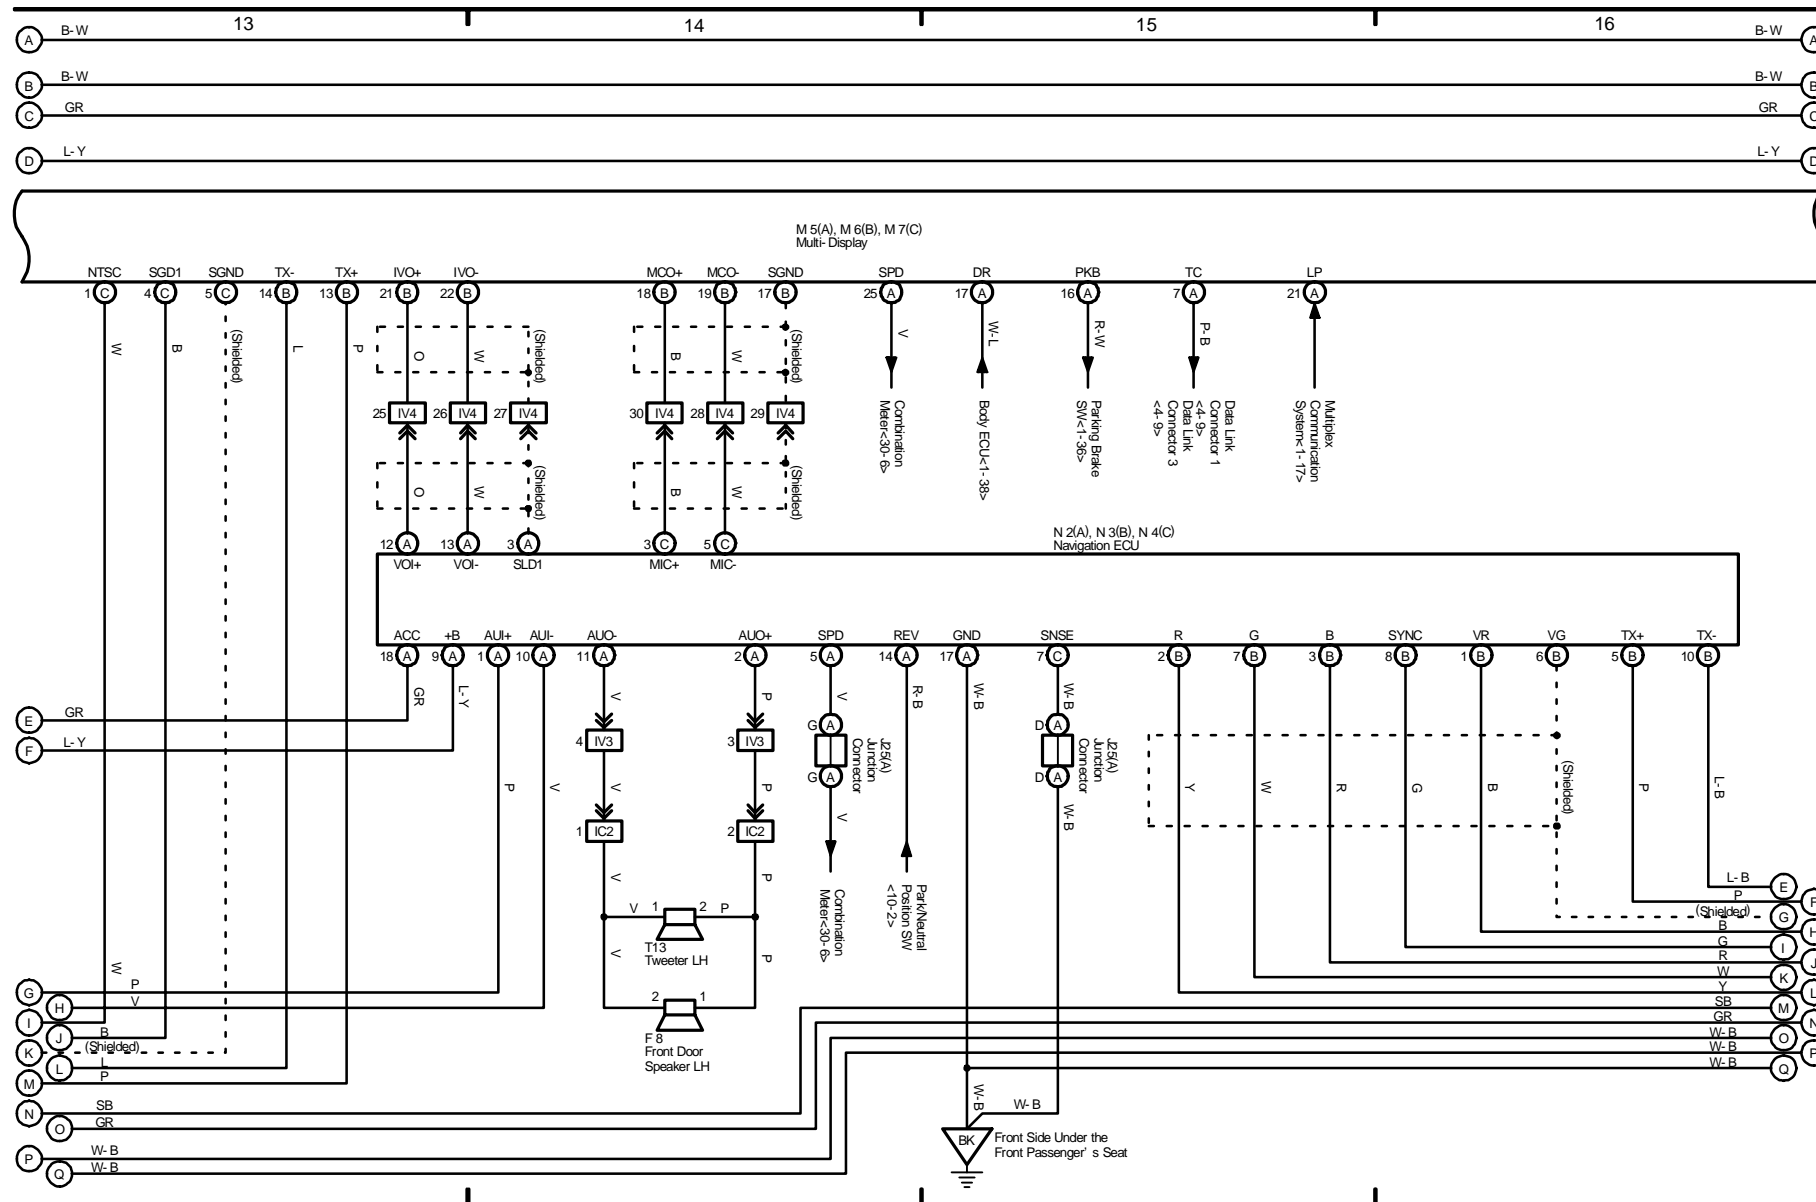 13 14 15 16
A B-W B-W A
B B-W B-W B
C GR GR C
D L-Y L-Y D
M 5(A), M 6(B), M 7(C)
Multi-Display
NTSC SGD1 SGND TX- TX+ IVO+ IVO- MCO+ MCO- SGND SPD DR PKB TC LP
1 C 4 C 5 C 14 B 13 B 21 B 22 B 18 B 19 B 17 B 25 A 17 A 16 A 7 A 21 A
W B (Shielded) L P O W (Shielded) B W (Shielded) V W-L R-W P-B
25 IV4 26 IV4 27 IV4 30 IV4 28 IV4 29 IV4
Combination
Meter<30-6>
Body ECU<1-38>
Parking Brake
SW<1-36>
Data Link
Connector 1
<4-9>
Data Link
Connector 3
<4-9>
Multiplex
Communication
System<1-17>
O W (Shielded) B W (Shielded)
N 2(A), N 3(B), N 4(C)
Navigation ECU
12 A 13 A 3 A 3 C 5 C
VOI+ VOI- SLD1 MIC+ MIC-
ACC +B AUI+ AUI- AUO- AUO+ SPD REV GND SNSE R G B SYNC VR VG TX+ TX-
18 A 9 A 1 A 10 A 11 A 2 A 5 A 14 A 17 A 7 C 2 B 7 B 3 B 8 B 1 B 6 B 5 B 10 B
GR L-Y V P V R-B W-B W-B
E GR
F L-Y
4 IV3 3 IV3
G A
G A
J25(A)
Junction
Connector
D A
D A
J25(A)
Junction
Connector
P V V P Y W R G B (Shielded) P L-B
1 IC2 2 IC2
V W-B
V P
Combination
Meter<30-6>
Park/Neutral
Position SW
<10-2>
V 1 2 P
T13
Tweeter LH
V P
2 1
F 8
Front Door
Speaker LH
L-B E
P F
(Shielded) G
B H
G I
R J
W K
Y L
SB M
GR N
W-B O
W-B P
W-B Q
W
G P
H V
I
J B
K (Shielded)
L L
M P
N SB
O GR
P W-B
Q W-B
W-B W-B
BK
Front Side Under the
Front Passenger' s Seat